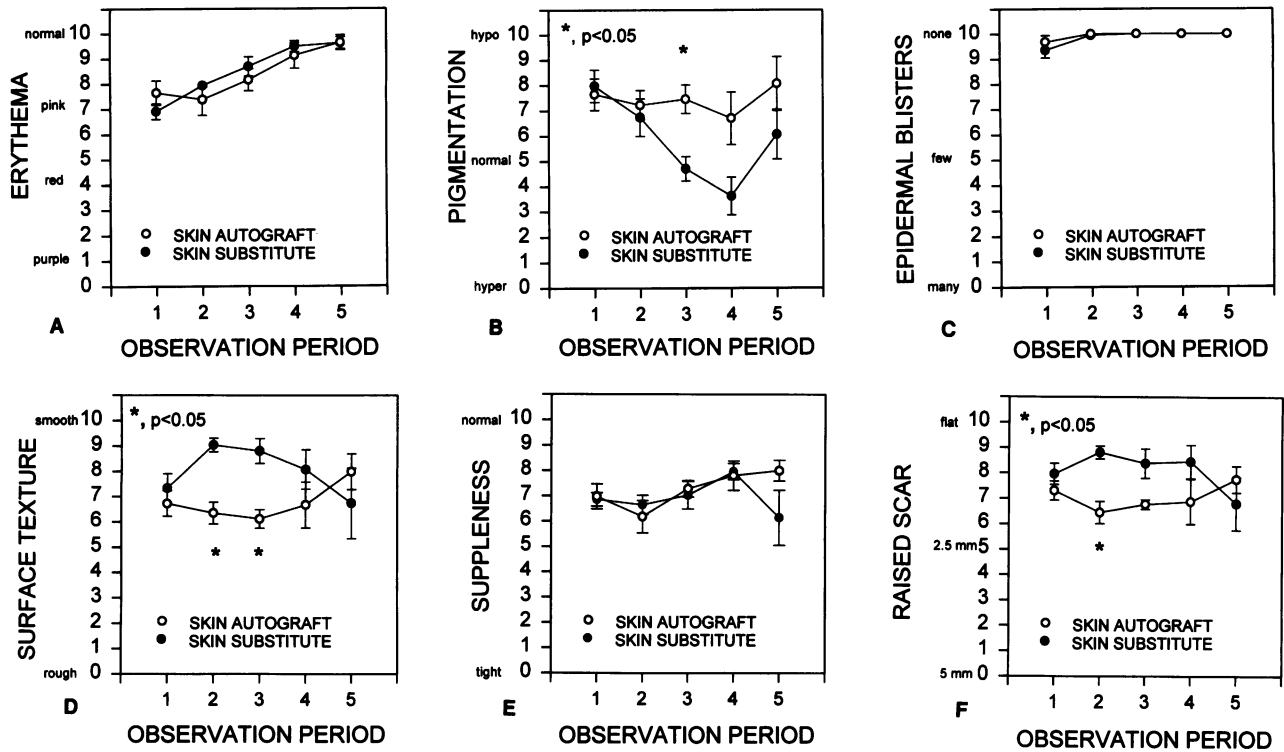 ERYTHEMA
normal 10
9
8
pink 7
6
5
red 4
3
2
purple 1
0
SKIN AUTOGRAFT
SKIN SUBSTITUTE
1 2 3 4 5
A
OBSERVATION PERIOD
PIGMENTATION
*, p<0.05
*
hypo 10
9
8
7
6
normal 5
4
3
2
1
hyper 0
SKIN AUTOGRAFT
SKIN SUBSTITUTE
1 2 3 4 5
B
OBSERVATION PERIOD
EPIDERMAL BLISTERS
none 10
9
8
7
6
few 5
4
3
2
1
many 0
SKIN AUTOGRAFT
SKIN SUBSTITUTE
1 2 3 4 5
C
OBSERVATION PERIOD
SURFACE TEXTURE
*, p<0.05
smooth 10
9
8
7
6
5
* *
4
3
2
1
rough 0
SKIN AUTOGRAFT
SKIN SUBSTITUTE
1 2 3 4 5
D
OBSERVATION PERIOD
SUPPLENESS
normal 10
9
8
7
6
5
4
3
2
1
tight 0
SKIN AUTOGRAFT
SKIN SUBSTITUTE
1 2 3 4 5
E
OBSERVATION PERIOD
RAISED SCAR
*, p<0.05
flat 10
9
8
7
6
2.5 mm 5
*
4
3
2
1
5 mm 0
SKIN AUTOGRAFT
SKIN SUBSTITUTE
1 2 3 4 5
F
OBSERVATION PERIOD